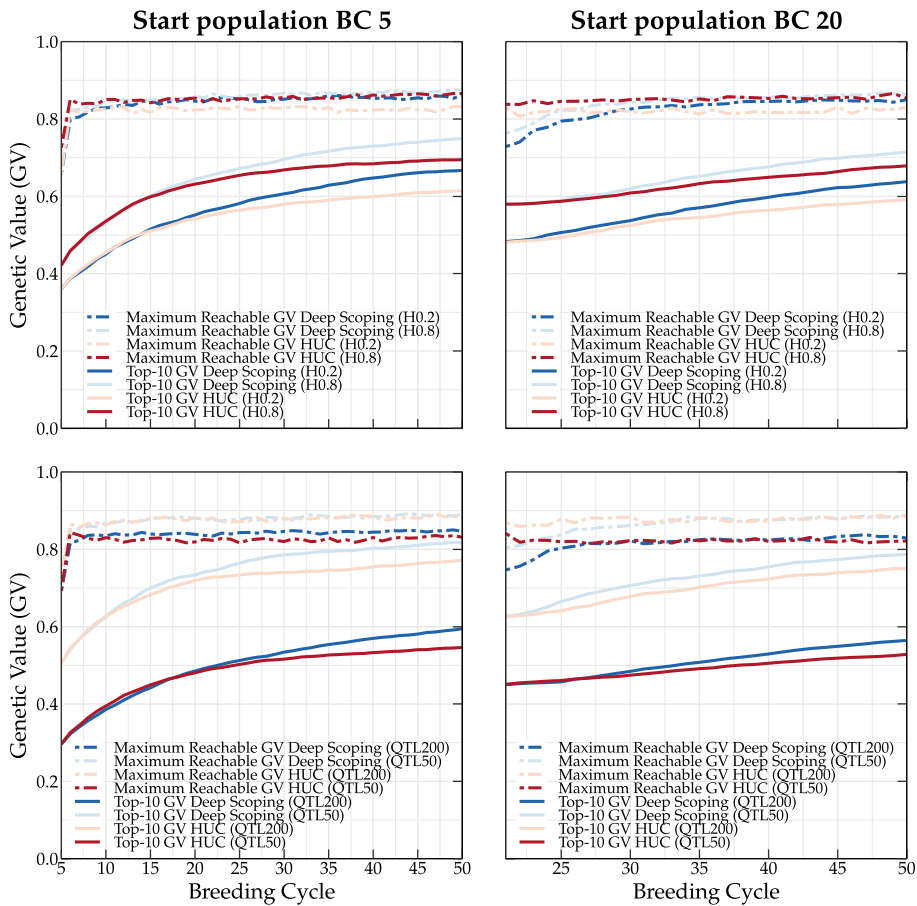 Start population BC 5
Start population BC 20
Genetic Value (GV)
1.0
0.8
0.6
0.4
0.2
0.0
Maximum Reachable GV Deep Scoping (H0.2)
Maximum Reachable GV Deep Scoping (H0.8)
Maximum Reachable GV HUC (H0.2)
Maximum Reachable GV HUC (H0.8)
Top-10 GV Deep Scoping (H0.2)
Top-10 GV Deep Scoping (H0.8)
Top-10 GV HUC (H0.2)
Top-10 GV HUC (H0.8)
Maximum Reachable GV Deep Scoping (H0.2)
Maximum Reachable GV Deep Scoping (H0.8)
Maximum Reachable GV HUC (H0.2)
Maximum Reachable GV HUC (H0.8)
Top-10 GV Deep Scoping (H0.2)
Top-10 GV Deep Scoping (H0.8)
Top-10 GV HUC (H0.2)
Top-10 GV HUC (H0.8)
Genetic Value (GV)
1.0
0.8
0.6
0.4
0.2
0.0
Maximum Reachable GV Deep Scoping (QTL200)
Maximum Reachable GV Deep Scoping (QTL50)
Maximum Reachable GV HUC (QTL200)
Maximum Reachable GV HUC (QTL50)
Top-10 GV Deep Scoping (QTL200)
Top-10 GV Deep Scoping (QTL50)
Top-10 GV HUC (QTL200)
Top-10 GV HUC (QTL50)
5 10 15 20 25 30 35 40 45 50
Breeding Cycle
Maximum Reachable GV Deep Scoping (QTL200)
Maximum Reachable GV Deep Scoping (QTL50)
Maximum Reachable GV HUC (QTL200)
Maximum Reachable GV HUC (QTL50)
Top-10 GV Deep Scoping (QTL200)
Top-10 GV Deep Scoping (QTL50)
Top-10 GV HUC (QTL200)
Top-10 GV HUC (QTL50)
25 30 35 40 45 50
Breeding Cycle